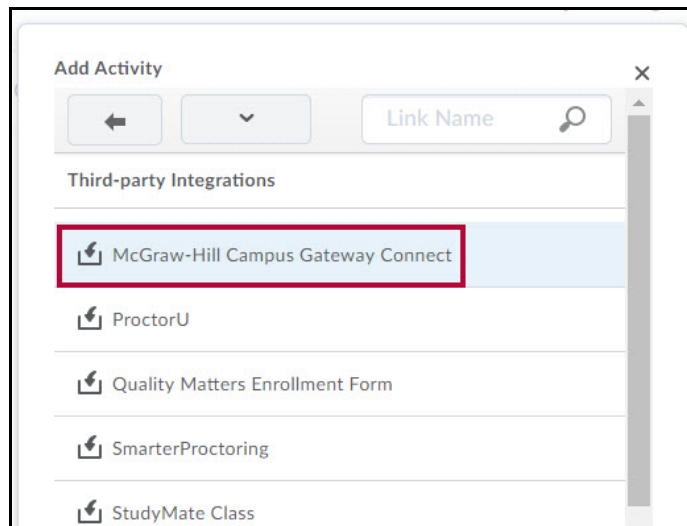 Add Activity
Link Name
Third-party Integrations
McGraw-Hill Campus Gateway Connect
ProctorU
Quality Matters Enrollment Form
SmarterProctoring
StudyMate Class